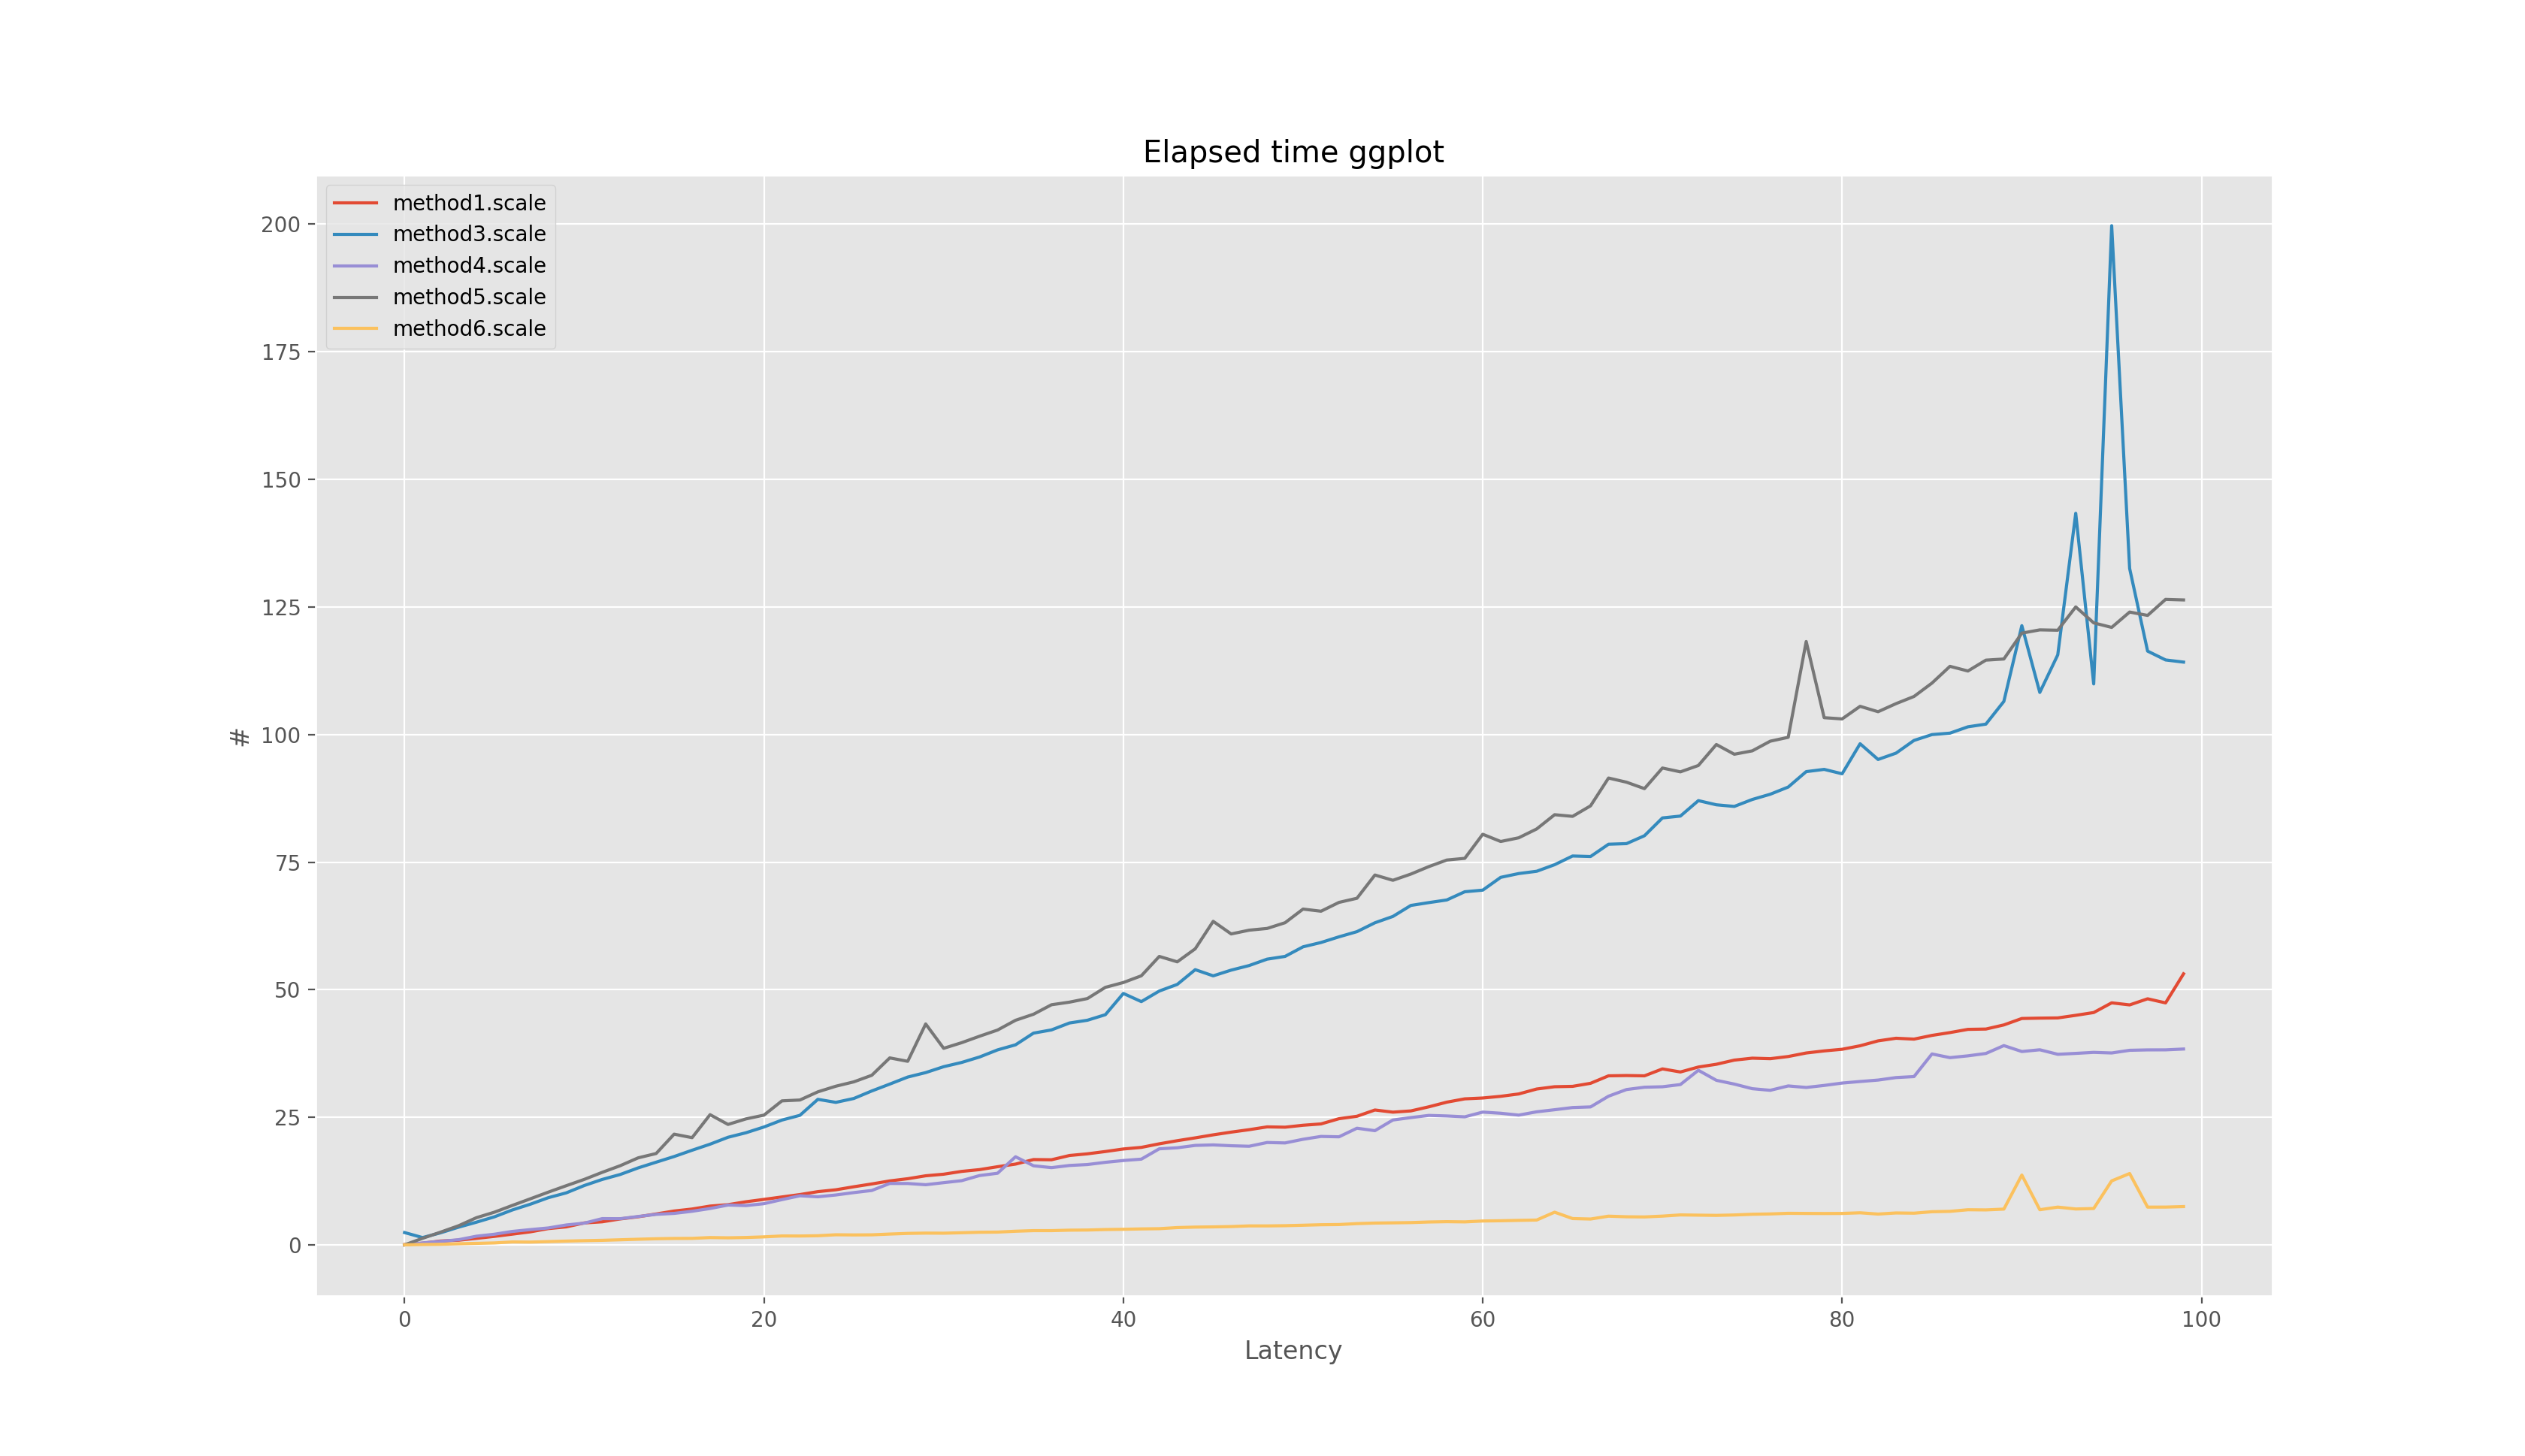 Elapsed time ggplot
method1.scale
method3.scale
method4.scale
method5.scale
method6.scale
200
175
150
125
100
75
50
25
0
#
0 20 40 60 80 100
Latency